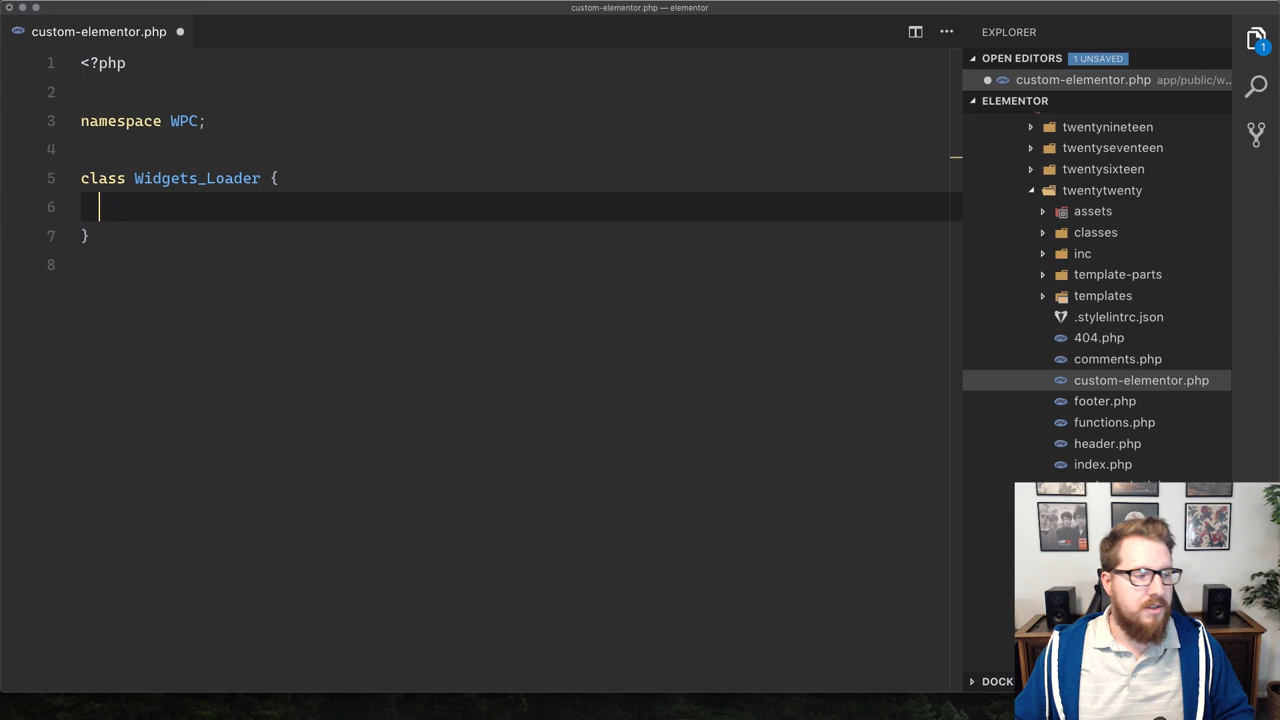 custom-elementor.php — elementor
custom-elementor.php
1 <?php
2
3 namespace WPC;
4
5 class Widgets_Loader {
6
7 }
8
EXPLORER
1
OPEN EDITORS 1 UNSAVED
custom-elementor.php app/public/w...
ELEMENTOR
twentynineteen
twentyseventeen
twentysixteen
twentytwenty
assets
classes
inc
template-parts
templates
.stylelintrc.json
404.php
comments.php
custom-elementor.php
footer.php
functions.php
header.php
index.php
DOCK